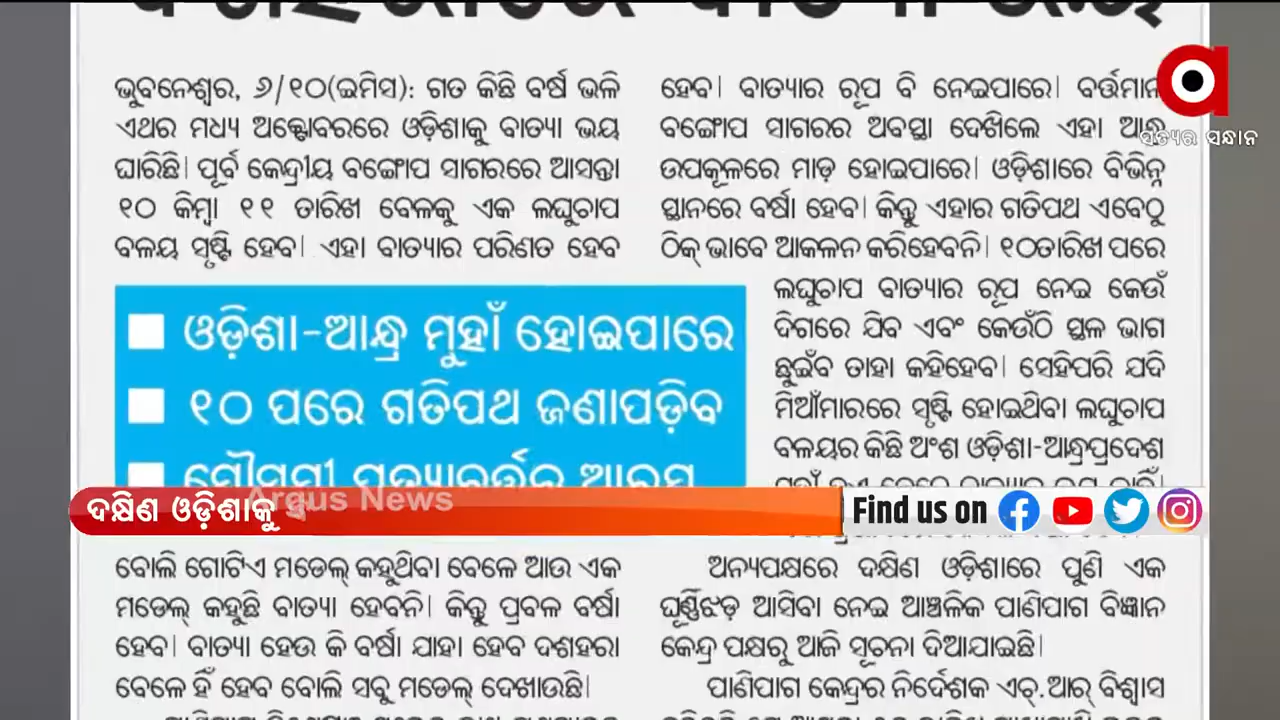 ଭୁବନେଶ୍ୱର, ୬/୧୦(ଇମିସ): ଗତ କିଛି ବର୍ଷ ଭଳି
ଏଥର ମଧ୍ୟ ଅକ୍ଟୋବରରେ ଓଡ଼ିଶାକୁ ବାତ୍ୟା ଭୟ
ଘାରିଛି। ପୂର୍ବ କେନ୍ଦ୍ରୀୟ ବଙ୍ଗୋପ ସାଗରରେ ଆସନ୍ତା
୧୦ କିମ୍ବା ୧୧ ତାରିଖ ବେଳକୁ ଏକ ଲଘୁଚାପ
ବଳୟ ସୃଷ୍ଟି ହେବ। ଏହା ବାତ୍ୟାର ପରିଣତ ହେବ
ଓଡ଼ିଶା-ଆନ୍ଧ୍ର ମୁହାଁ ହୋଇପାରେ
୧୦ ପରେ ଗତିପଥ ଜଣାପଡ଼ିବ
ବୋଲି ଗୋଟିଏ ମଡେଲ୍ କହୁଥିବା ବେଳେ ଆଉ ଏକ
ମଡେଲ୍ କହୁଛି ବାତ୍ୟା ହେବନି। କିନ୍ତୁ ପ୍ରବଳ ବର୍ଷା
ହେବ। ବାତ୍ୟା ହେଉ କି ବର୍ଷା ଯାହା ହେବ ଦଶହରା
ବେଳେ ହିଁ ହେବ ବୋଲି ସବୁ ମଡେଲ୍ ଦେଖାଉଛି।
ହେବ। ବାତ୍ୟାର ରୂପ ବି ନେଇପାରେ। ବର୍ତ୍ତମାନ
ବଙ୍ଗୋପ ସାଗରର ଅବସ୍ଥା ଦେଖିଲେ ଏହା ଆନ୍ଧ୍ର
ଉପକୂଳରେ ମାଡ଼ ହୋଇପାରେ। ଓଡ଼ିଶାରେ ବିଭିନ୍ନ
ସ୍ଥାନରେ ବର୍ଷା ହେବ। କିନ୍ତୁ ଏହାର ଗତିପଥ ଏବେଠୁ
ଠିକ୍ ଭାବେ ଆକଳନ କରିହେବନି। ୧୦ତାରିଖ ପରେ
ଲଘୁଚାପ ବାତ୍ୟାର ରୂପ ନେଇ କେଉଁ
ଦିଗରେ ଯିବ ଏବଂ କେଉଁଠି ସ୍ଥଳ ଭାଗ
ଛୁଇଁବ ତାହା କହିହେବ। ସେହିପରି ଯଦି
ମିଆଁମାରରେ ସୃଷ୍ଟି ହୋଇଥିବା ଲଘୁଚାପ
ବଳୟର କିଛି ଅଂଶ ଓଡ଼ିଶା-ଆନ୍ଧ୍ରପ୍ରଦେଶ
ଅନ୍ୟପକ୍ଷରେ ଦକ୍ଷିଣ ଓଡ଼ିଶାରେ ପୁଣି ଏକ
ଘୂର୍ଣ୍ଣିଝଡ଼ ଆସିବା ନେଇ ଆଞ୍ଚଳିକ ପାଣିପାଗ ବିଜ୍ଞାନ
କେନ୍ଦ୍ର ପକ୍ଷରୁ ଆଜି ସୂଚନା ଦିଆଯାଇଛି।
ପାଣିପାଗ କେନ୍ଦ୍ରର ନିର୍ଦେଶକ ଏଚ୍.ଆର୍ ବିଶ୍ୱାସ
ସତ୍ୟର ସନ୍ଧାନ
ଦକ୍ଷିଣ ଓଡ଼ିଶାକୁ
Argus News
Find us on